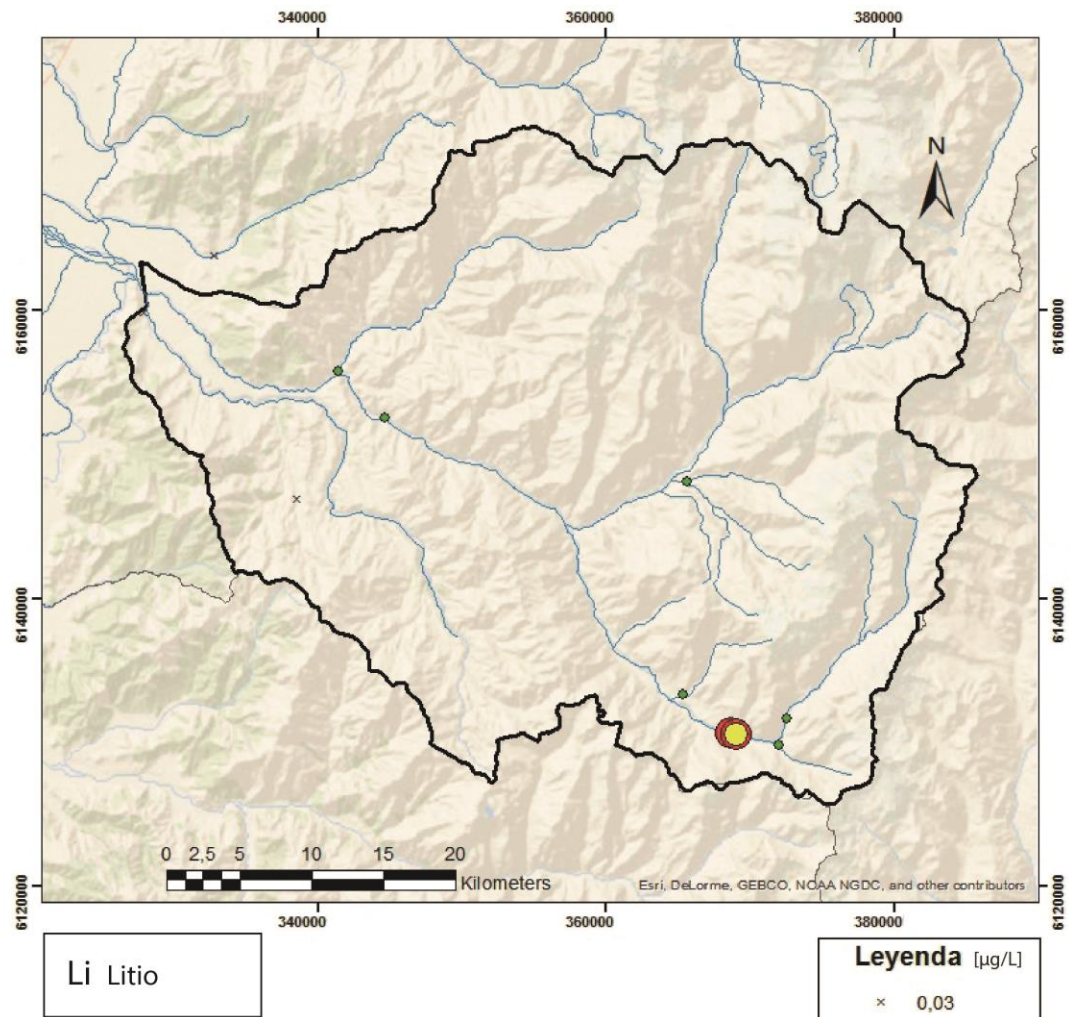 340000 360000 380000
N
6160000 6160000
6140000 6140000
0 2,5 5 10 15 20
Kilometers
Esri, DeLorme, GEBCO, NOAA NGDC, and other contributors
6120000 6120000
340000 360000 380000
Li Litio
Leyenda [µg/L]
× 0,03